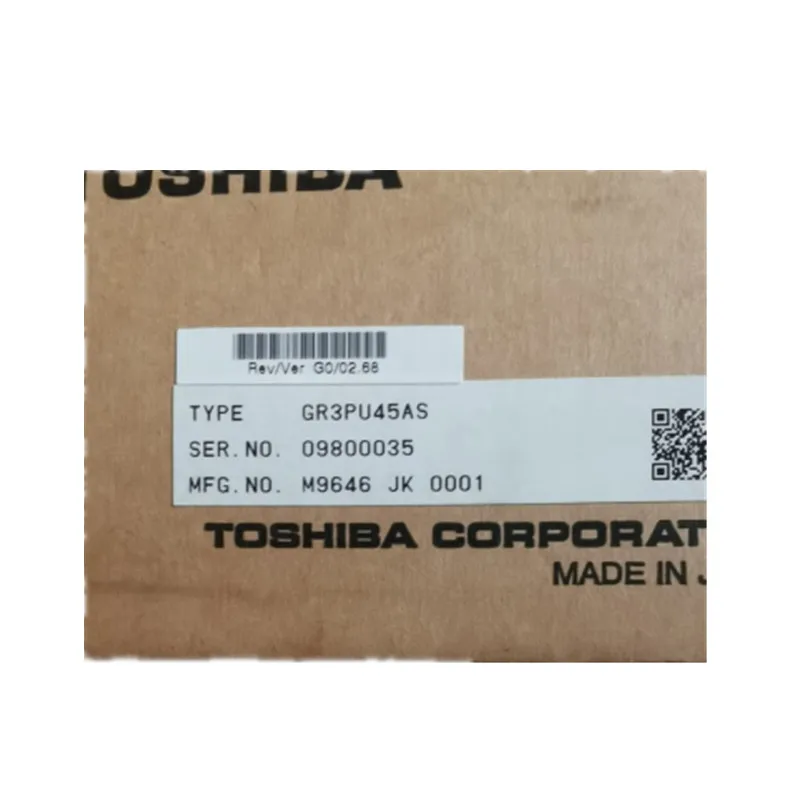 TOSHIBA
Rev/Ver G0/02.68
TYPE GR3PU45AS
SER.NO. 09800035
MFG.NO. M9646 JK 0001
TOSHIBA CORPORAT
MADE IN J